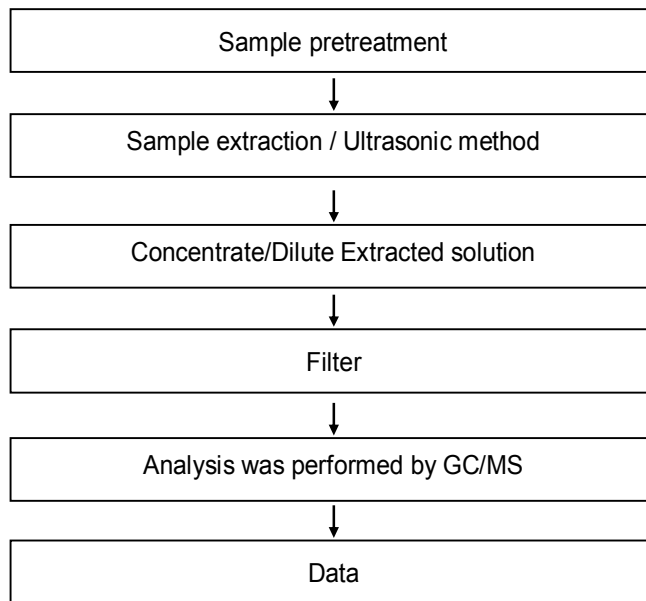 Sample pretreatment
Sample extraction / Ultrasonic method
Concentrate/Dilute Extracted solution
Filter
Analysis was performed by GC/MS
Data